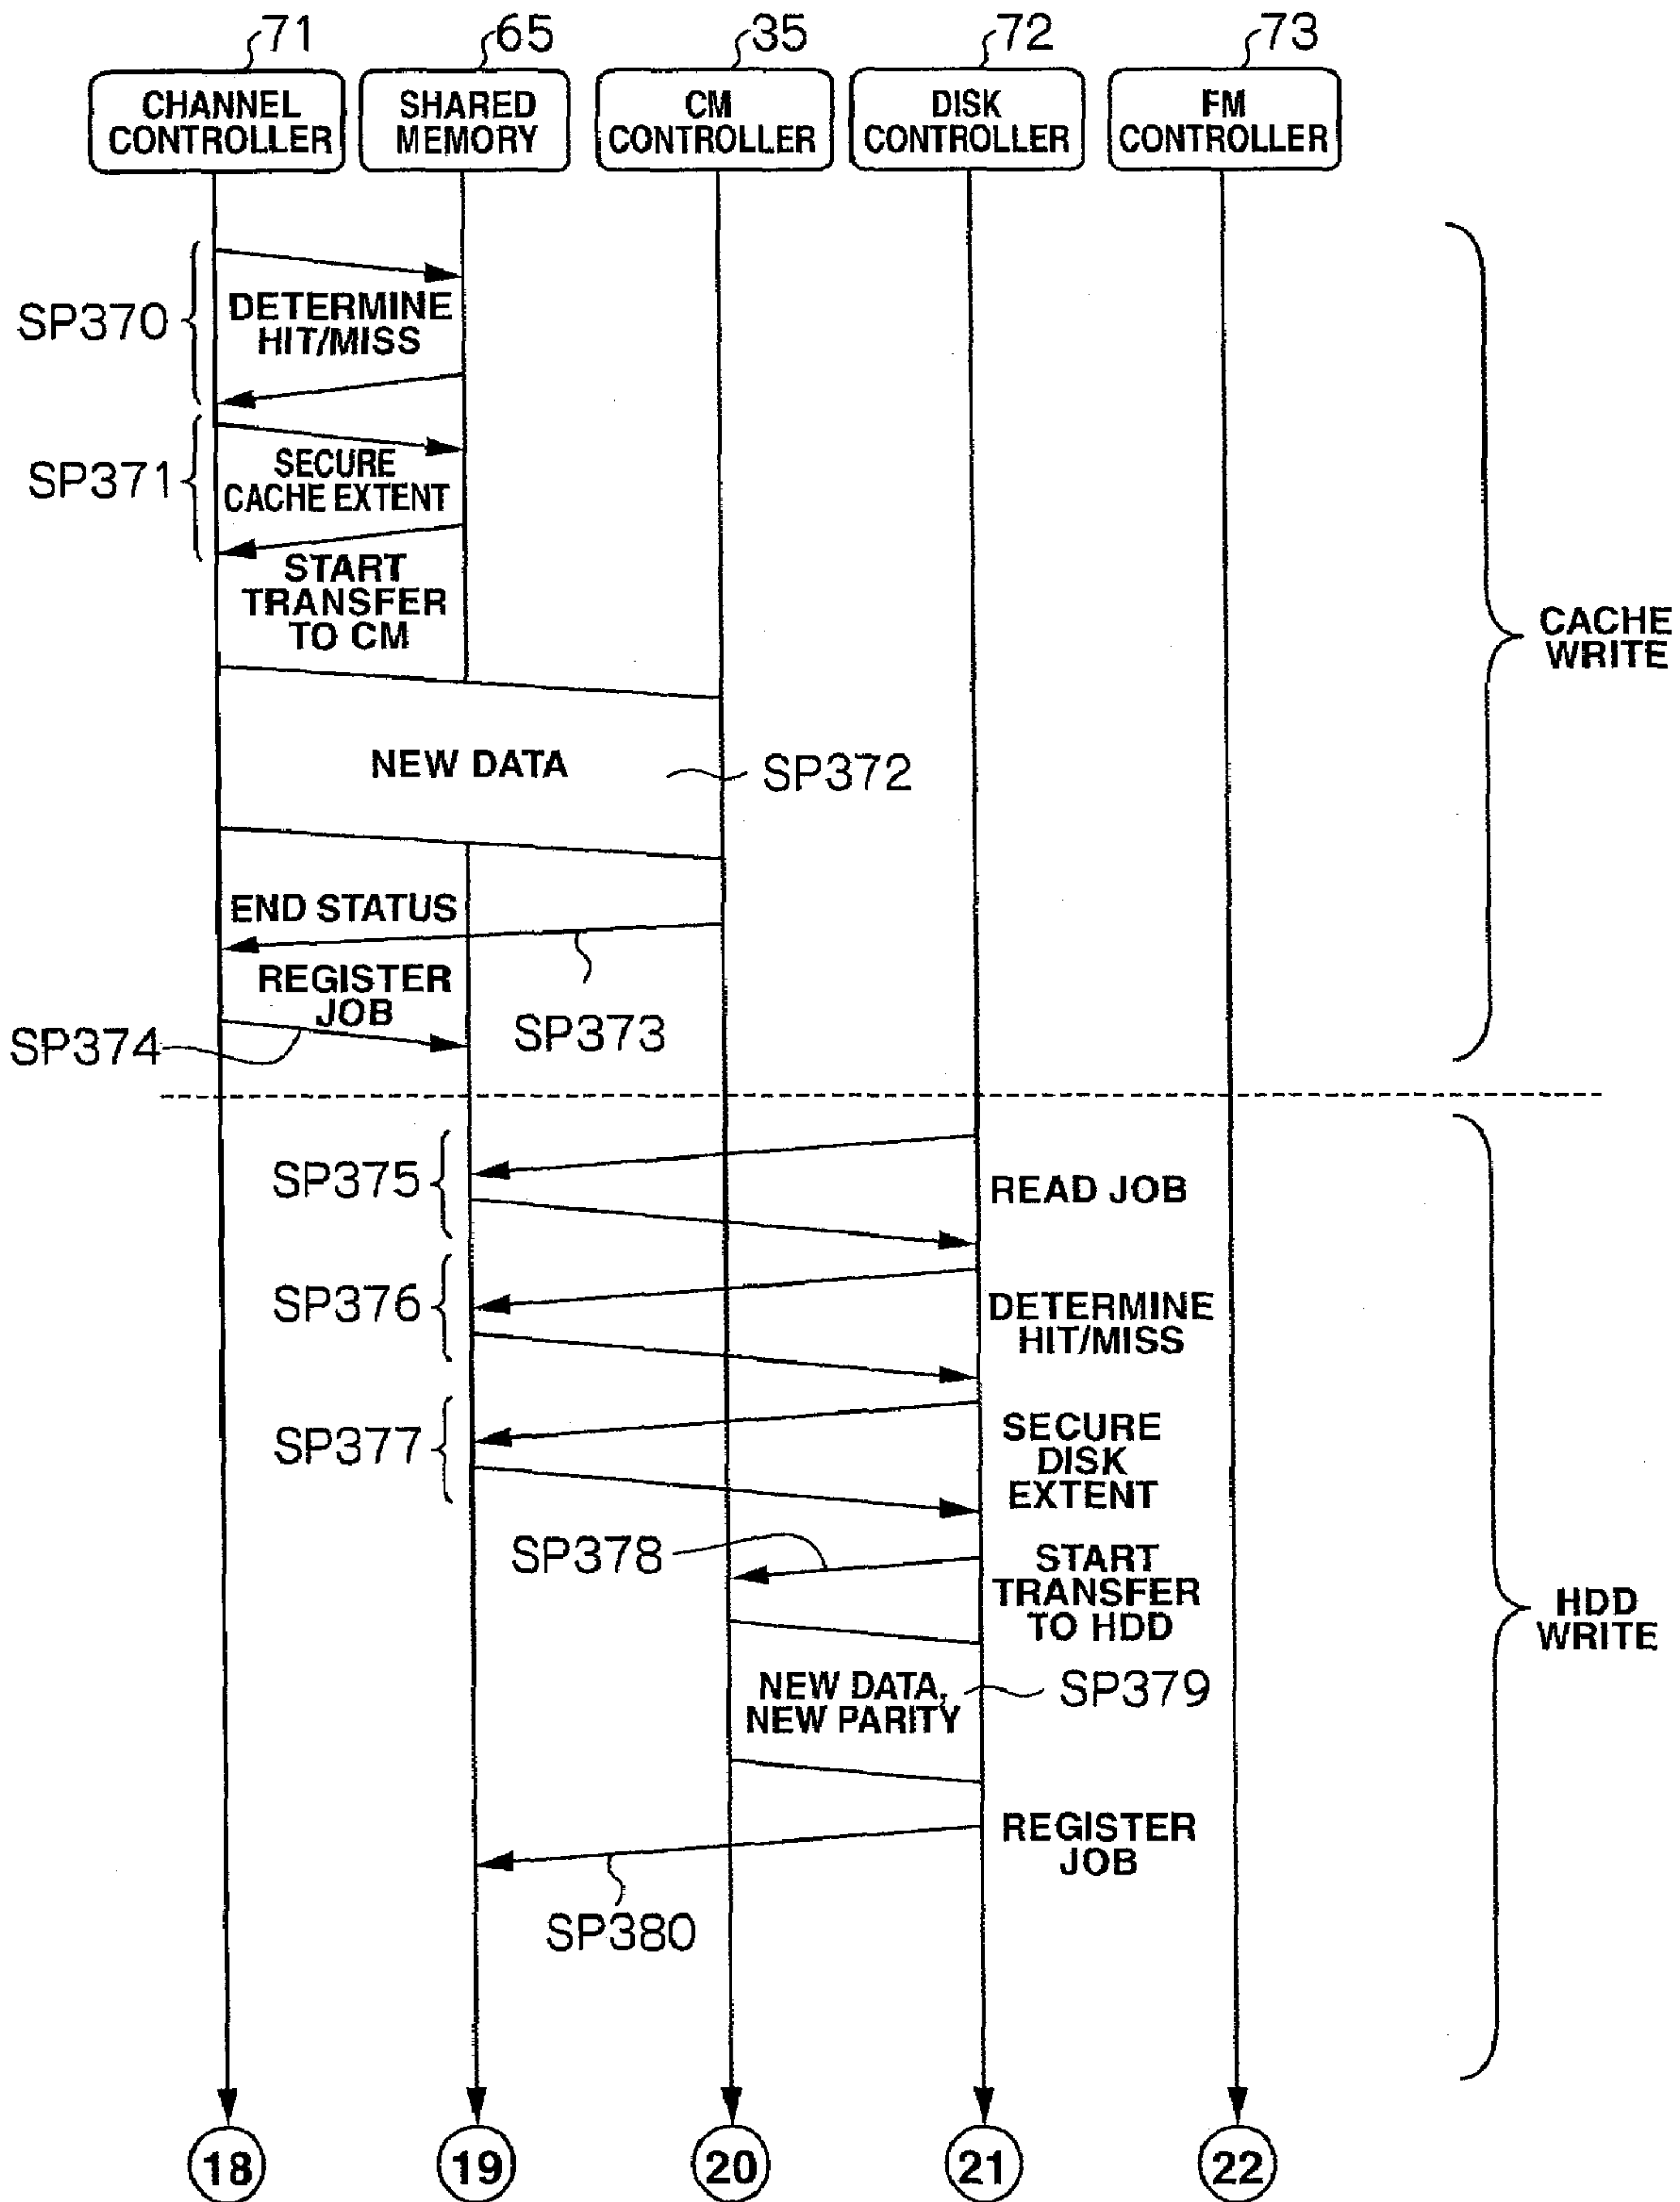 71
65
35
72
73
CHANNEL
CONTROLLER
SHARED
MEMORY
CM
CONTROLLER
DISK
CONTROLLER
FM
CONTROLLER
SP370
DETERMINE
HIT/MISS
SP371
SECURE
CACHE EXTENT
START
TRANSFER
TO CM
CACHE
WRITE
NEW DATA
SP372
END STATUS
SP373
REGISTER
JOB
SP374
SP375
READ JOB
SP376
DETERMINE
HIT/MISS
SP377
SECURE
DISK
EXTENT
SP378
START
TRANSFER
TO HDD
HDD
WRITE
NEW DATA,
NEW PARITY
SP379
REGISTER
JOB
SP380
18
19
20
21
22